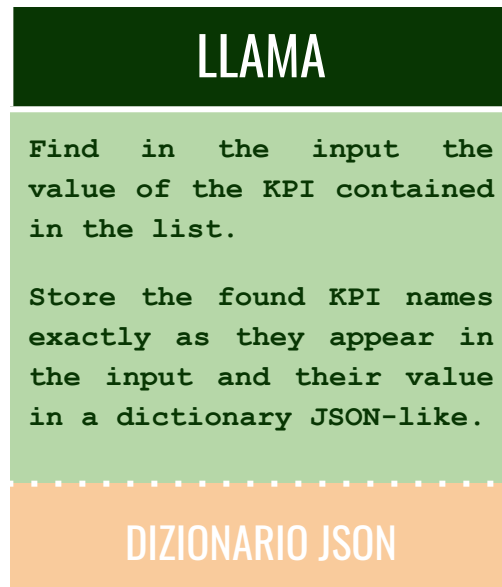 LLAMA
Find in the input the
value of the KPI contained
in the list.
Store the found KPI names
exactly as they appear in
the input and their value
in a dictionary JSON-like.
DIZIONARIO JSON